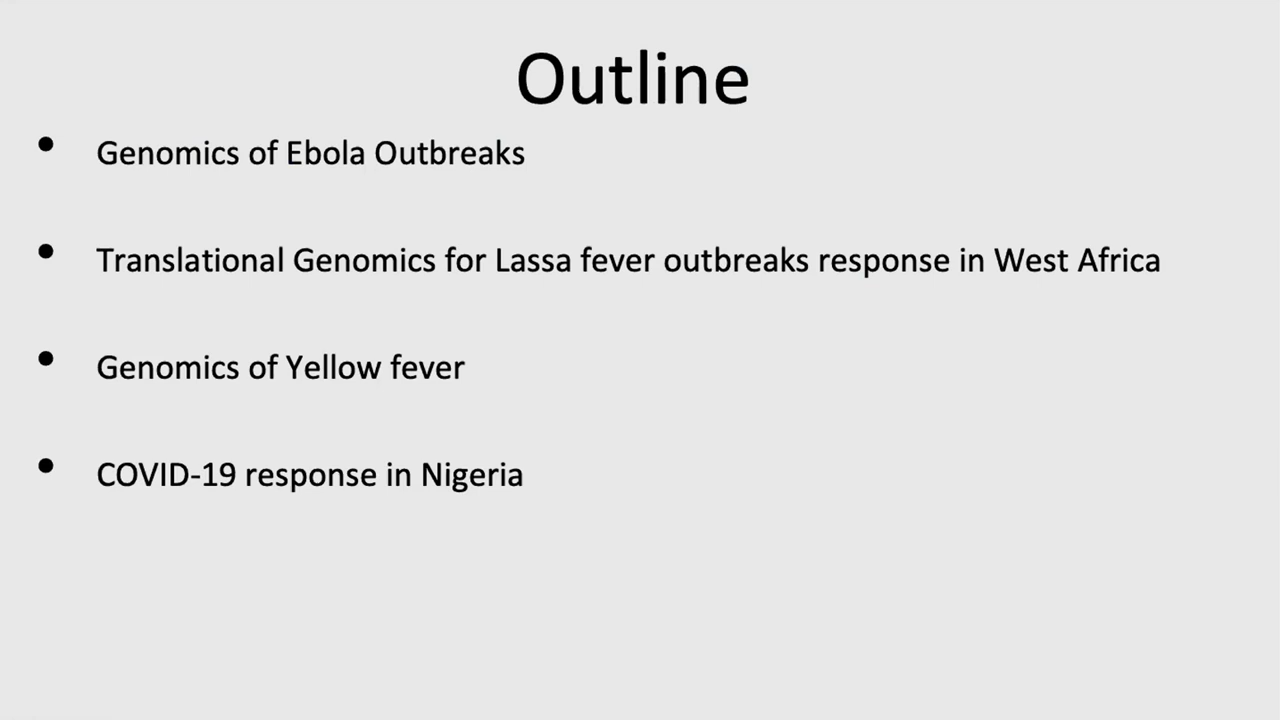 Outline
• Genomics of Ebola Outbreaks
• Translational Genomics for Lassa fever outbreaks response in West Africa
• Genomics of Yellow fever
• COVID-19 response in Nigeria